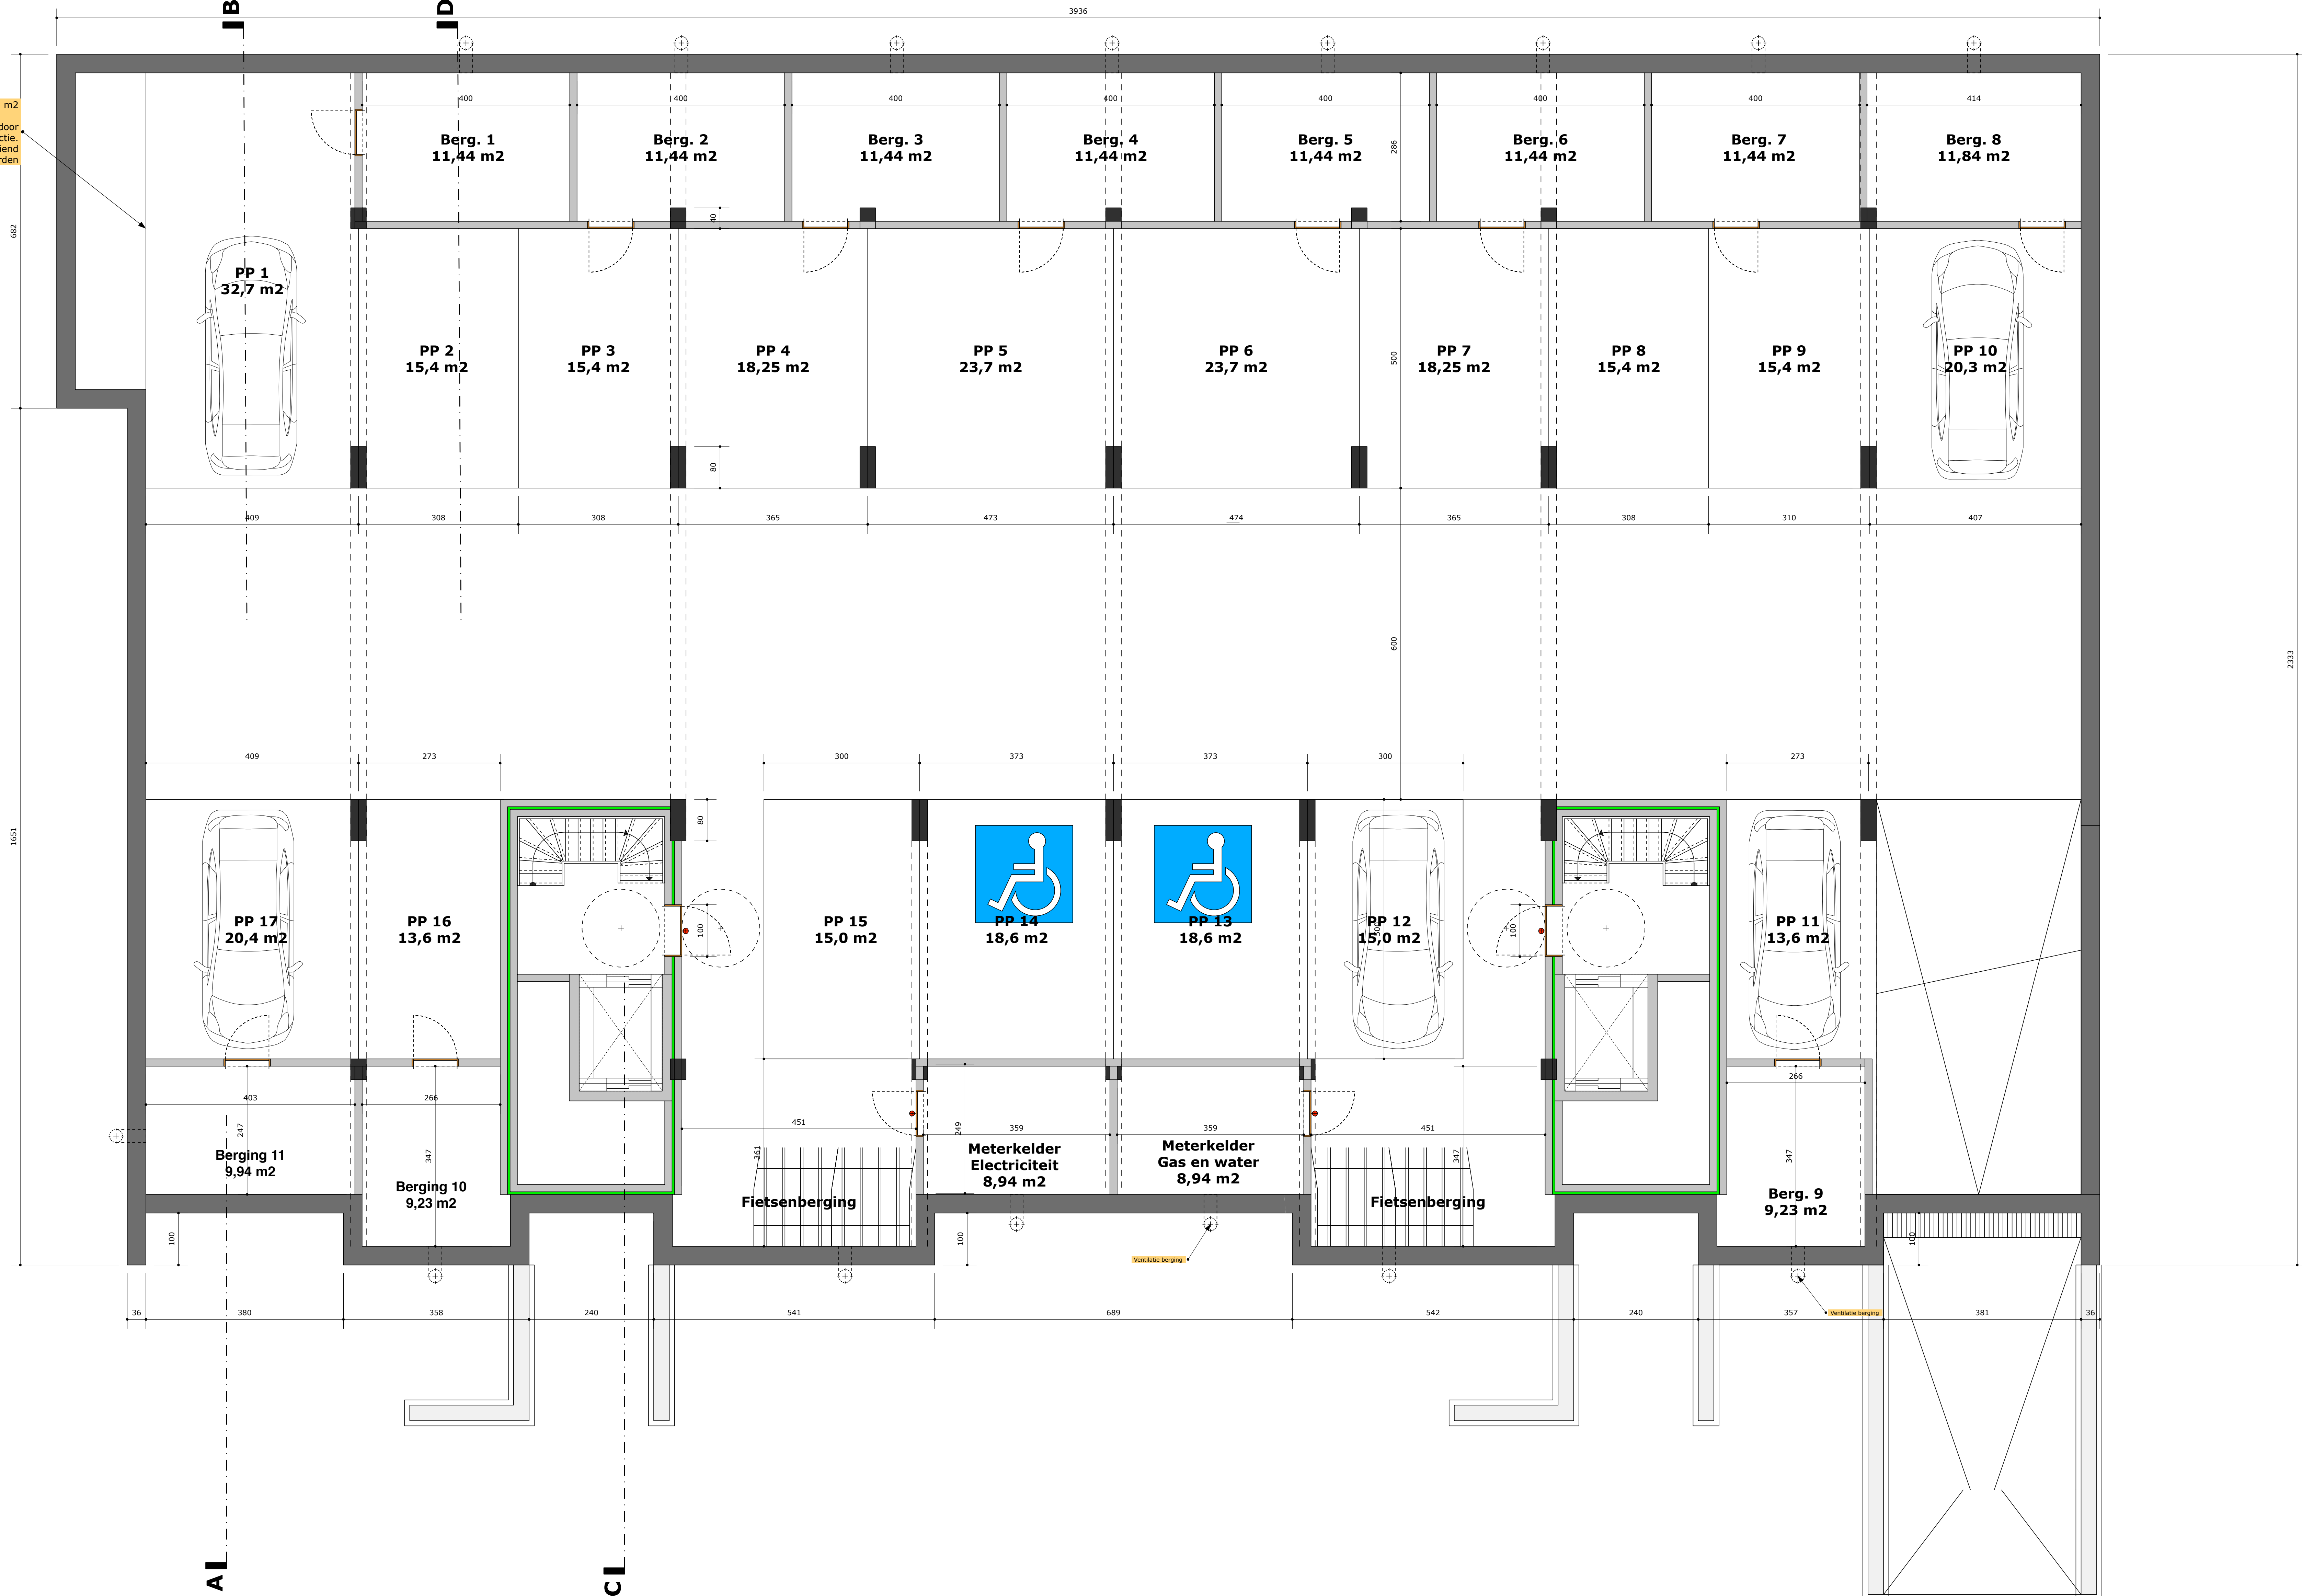 B
D
3936
m2
door
ctie.
iend
rden
400
400
400
400
400
400
400
414
Berg. 1
11,44 m2
Berg. 2
11,44 m2
Berg. 3
11,44 m2
Berg. 4
11,44 m2
Berg. 5
11,44 m2
Berg. 6
11,44 m2
Berg. 7
11,44 m2
Berg. 8
11,84 m2
286
40
682
PP 1
32,7 m2
PP 2
15,4 m2
PP 3
15,4 m2
PP 4
18,25 m2
PP 5
23,7 m2
PP 6
23,7 m2
PP 7
18,25 m2
PP 8
15,4 m2
PP 9
15,4 m2
PP 10
20,3 m2
500
80
409
308
308
365
473
474
365
308
310
407
600
2333
409
273
300
373
373
300
273
1651
80
PP 17
20,4 m2
PP 16
13,6 m2
100
PP 15
15,0 m2
PP 14
18,6 m2
PP 13
18,6 m2
PP 12
15,0 m2
100
PP 11
13,6 m2
403
266
266
247
347
451
249
359
359
451
361
347
347
Berging 11
9,94 m2
Berging 10
9,23 m2
Fietsenberging
Meterkelder
Electriciteit
8,94 m2
Meterkelder
Gas en water
8,94 m2
Fietsenberging
Berg. 9
9,23 m2
100
100
100
Ventilatie berging
Ventilatie berging
36
380
358
240
541
689
542
240
357
381
36
A
C